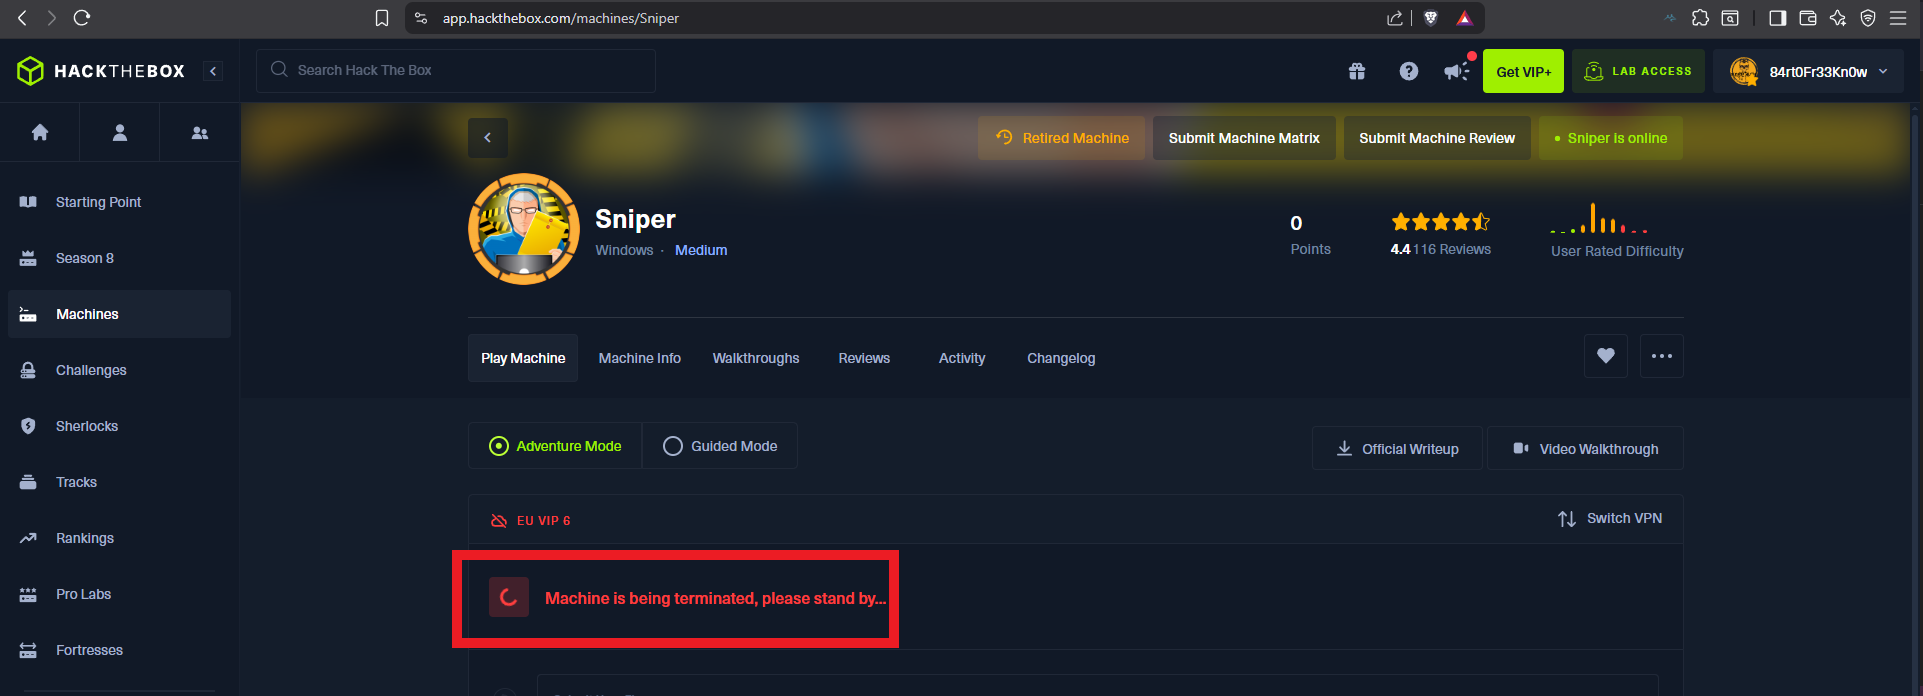 app.hackthebox.com/machines/Sniper
HACKTHEBOX
Search Hack The Box
Get VIP+
LAB ACCESS
84rt0Fr33Kn0w
Retired Machine
Submit Machine Matrix
Submit Machine Review
Sniper is online
Starting Point
Season 8
Machines
Challenges
Sherlocks
Tracks
Rankings
Pro Labs
Fortresses
Sniper
Windows · Medium
0
Points
4.4 116 Reviews
User Rated Difficulty
Play Machine
Machine Info
Walkthroughs
Reviews
Activity
Changelog
Adventure Mode
Guided Mode
Official Writeup
Video Walkthrough
EU VIP 6
Switch VPN
Machine is being terminated, please stand by...